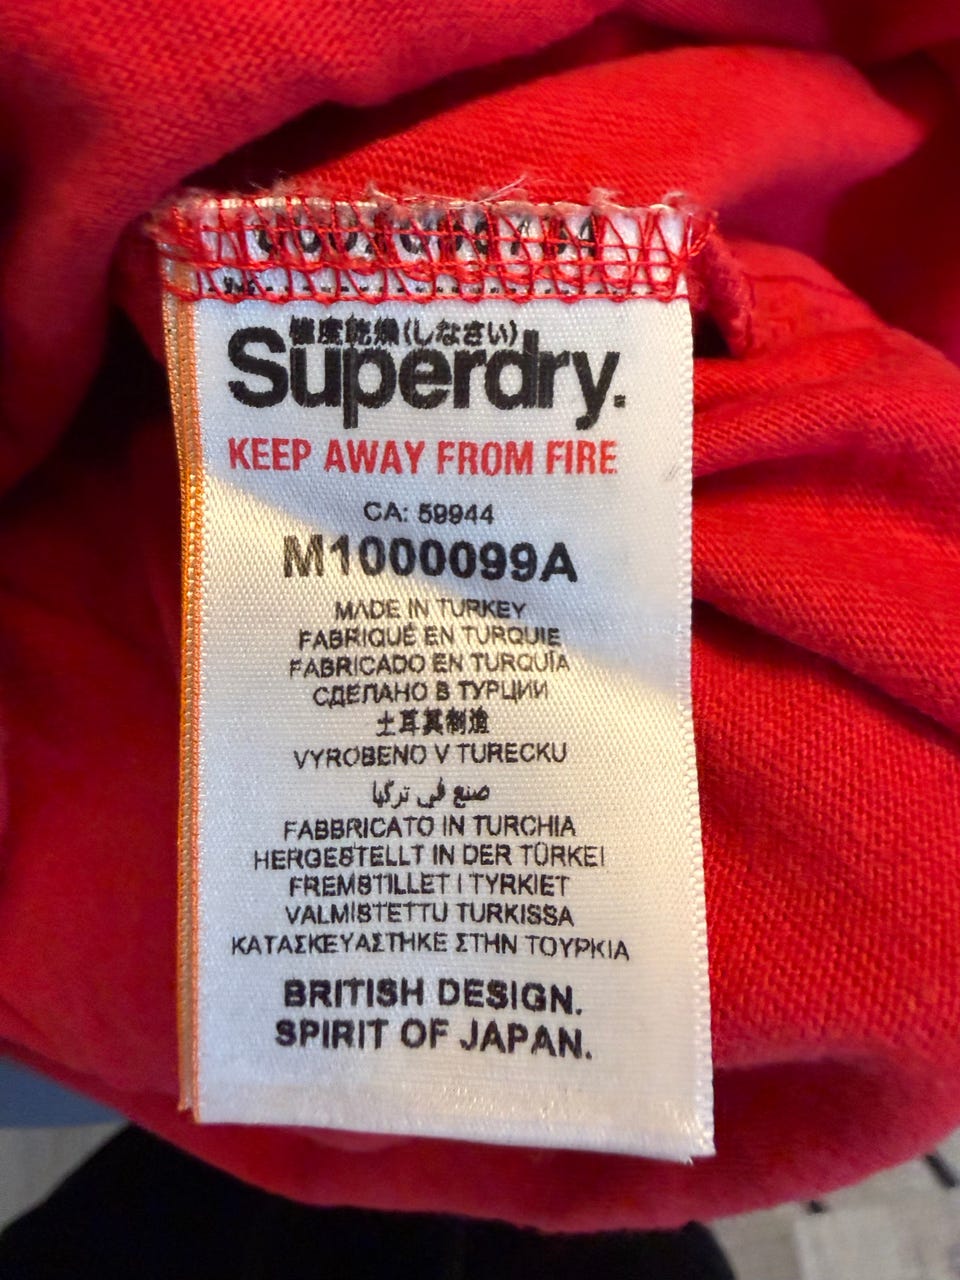 極度乾燥(しなさい)
Superdry.
KEEP AWAY FROM FIRE
CA: 59944
M1000099A
MADE IN TURKEY
FABRIQUÉ EN TURQUIE
FABRICADO EN TURQUÍA
СДЕЛАНО В ТУРЦИИ
土耳其制造
VYROBENO V TURECKU
صنع في تركيا
FABBRICATO IN TURCHIA
HERGESTELLT IN DER TÜRKEI
FREMSTILLET I TYRKIET
VALMISTETTU TURKISSA
ΚΑΤΑΣΚΕΥΑΣΤΗΚΕ ΣΤΗΝ ΤΟΥΡΚΙΑ
BRITISH DESIGN.
SPIRIT OF JAPAN.